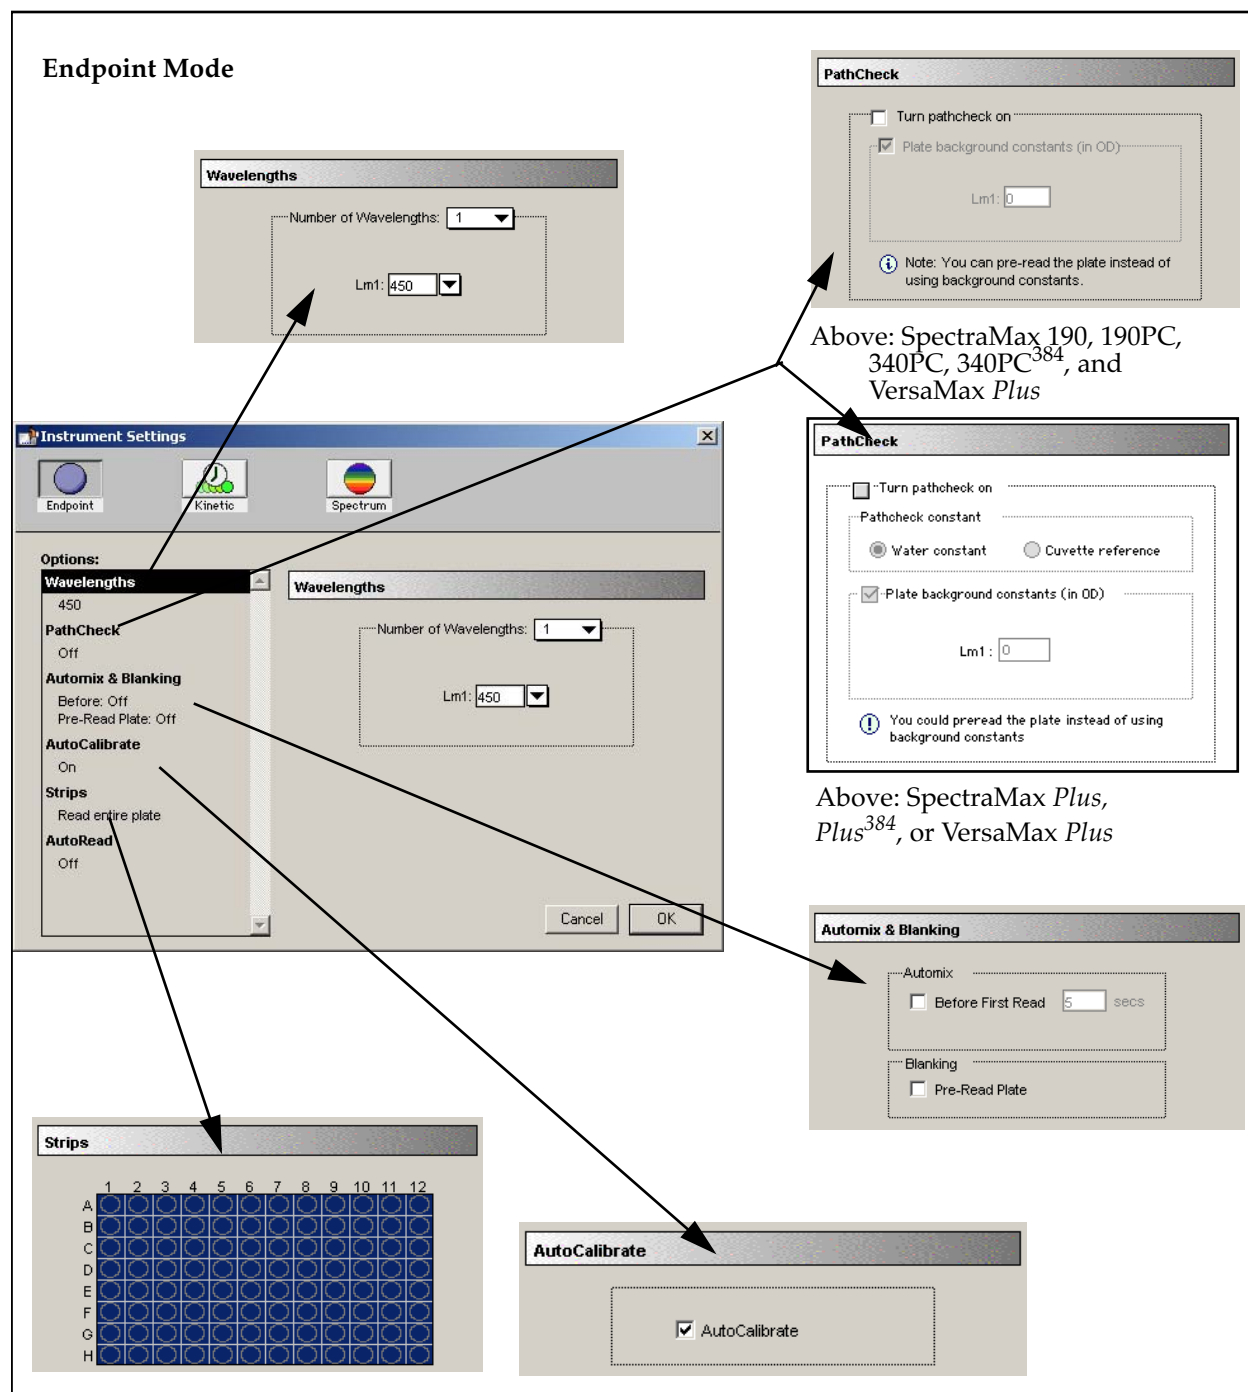 Endpoint Mode
PathCheck
Turn pathcheck on
Plate background constants (in OD)
Lm1: 0
Note: You can pre-read the plate instead of
using background constants.
Above: SpectraMax 190, 190PC,
340PC, 340PC384, and
VersaMax Plus
Wavelengths
Number of Wavelengths: 1
Lm1: 450
PathCheck
Turn pathcheck on
Pathcheck constant
Water constant Cuvette reference
Plate background constants (in OD)
Lm1 : 0
You could preread the plate instead of using
background constants
Above: SpectraMax Plus,
Plus384, or VersaMax Plus
Instrument Settings
Endpoint Kinetic Spectrum
Options:
Wavelengths
450
PathCheck
Off
Automix & Blanking
Before: Off
Pre-Read Plate: Off
AutoCalibrate
On
Strips
Read entire plate
AutoRead
Off
Wavelengths
Number of Wavelengths: 1
Lm1: 450
Cancel OK
Automix & Blanking
Automix
Before First Read 5 secs
Blanking
Pre-Read Plate
Strips
1 2 3 4 5 6 7 8 9 10 11 12
A
B
C
D
E
F
G
H
AutoCalibrate
AutoCalibrate